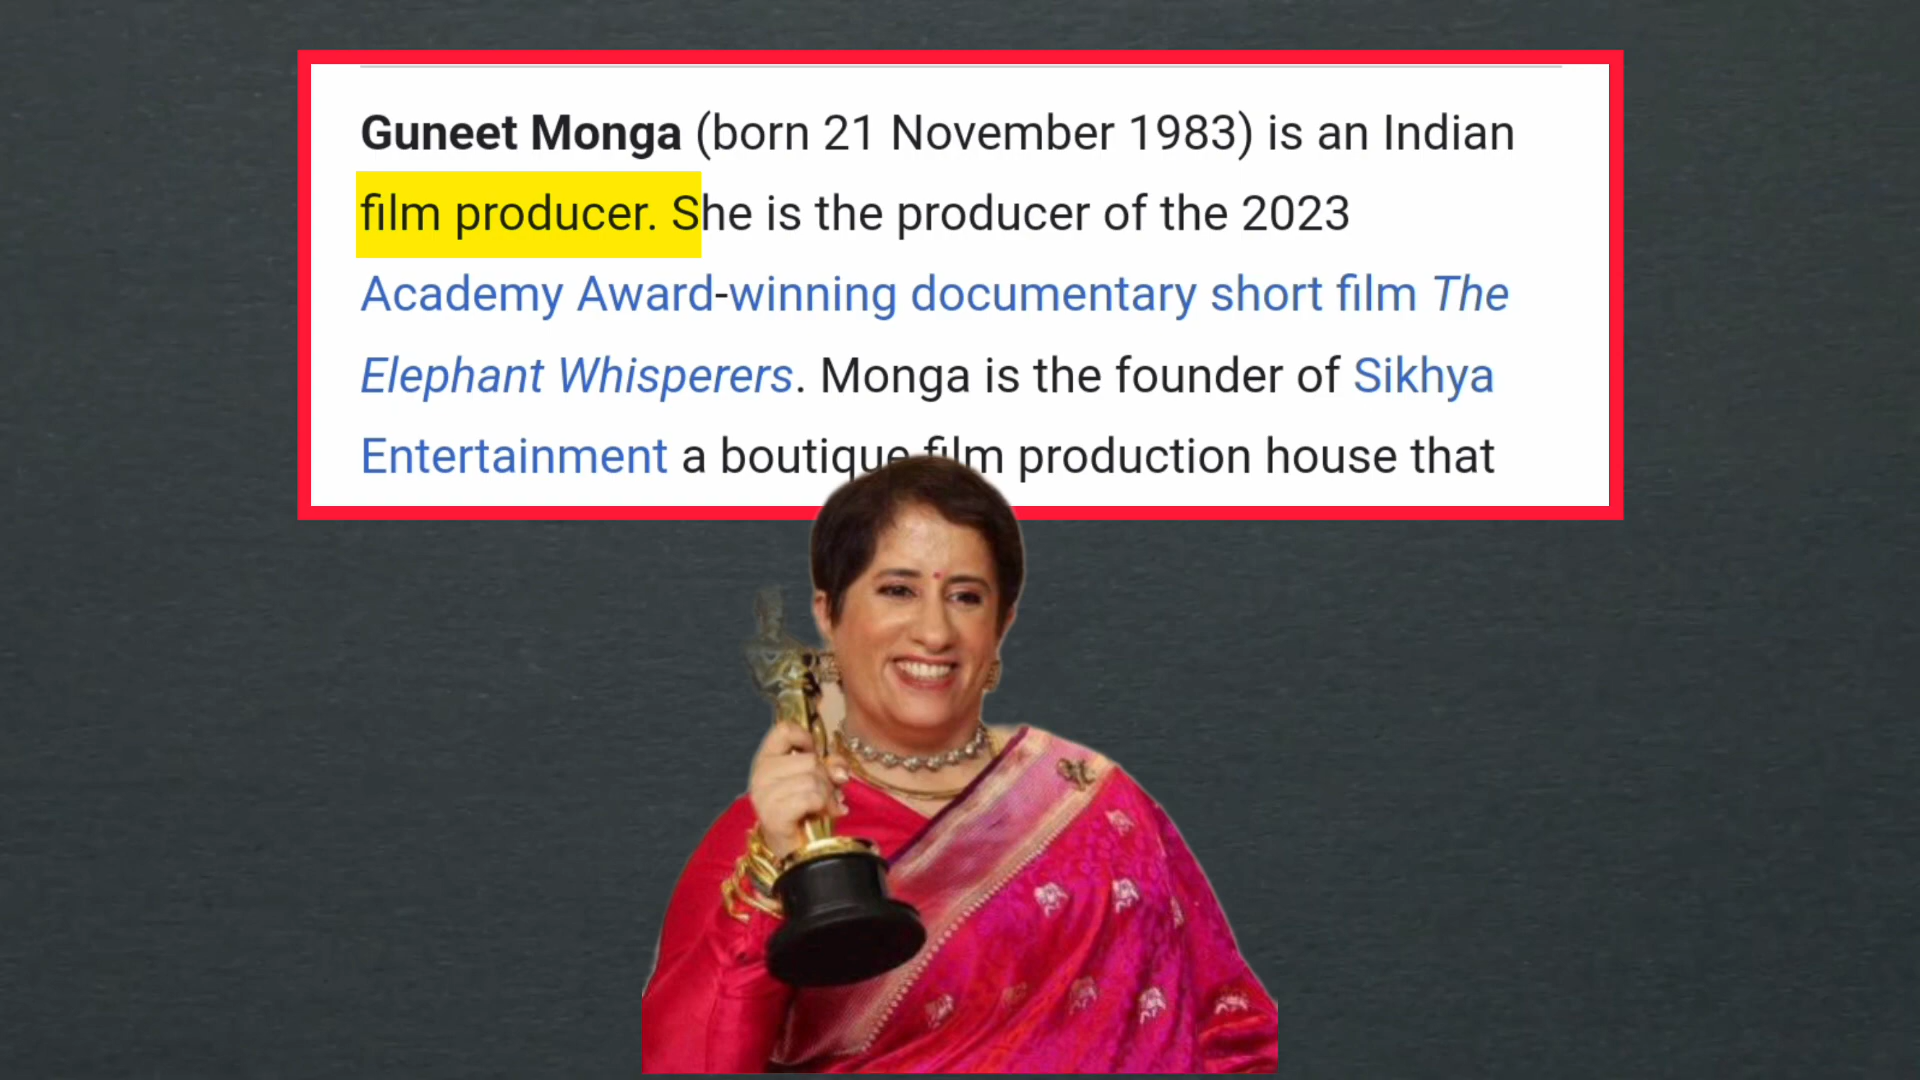 Guneet Monga (born 21 November 1983) is an Indian
film producer. She is the producer of the 2023
Academy Award-winning documentary short film The
Elephant Whisperers. Monga is the founder of Sikhya
Entertainment a boutique film production house that